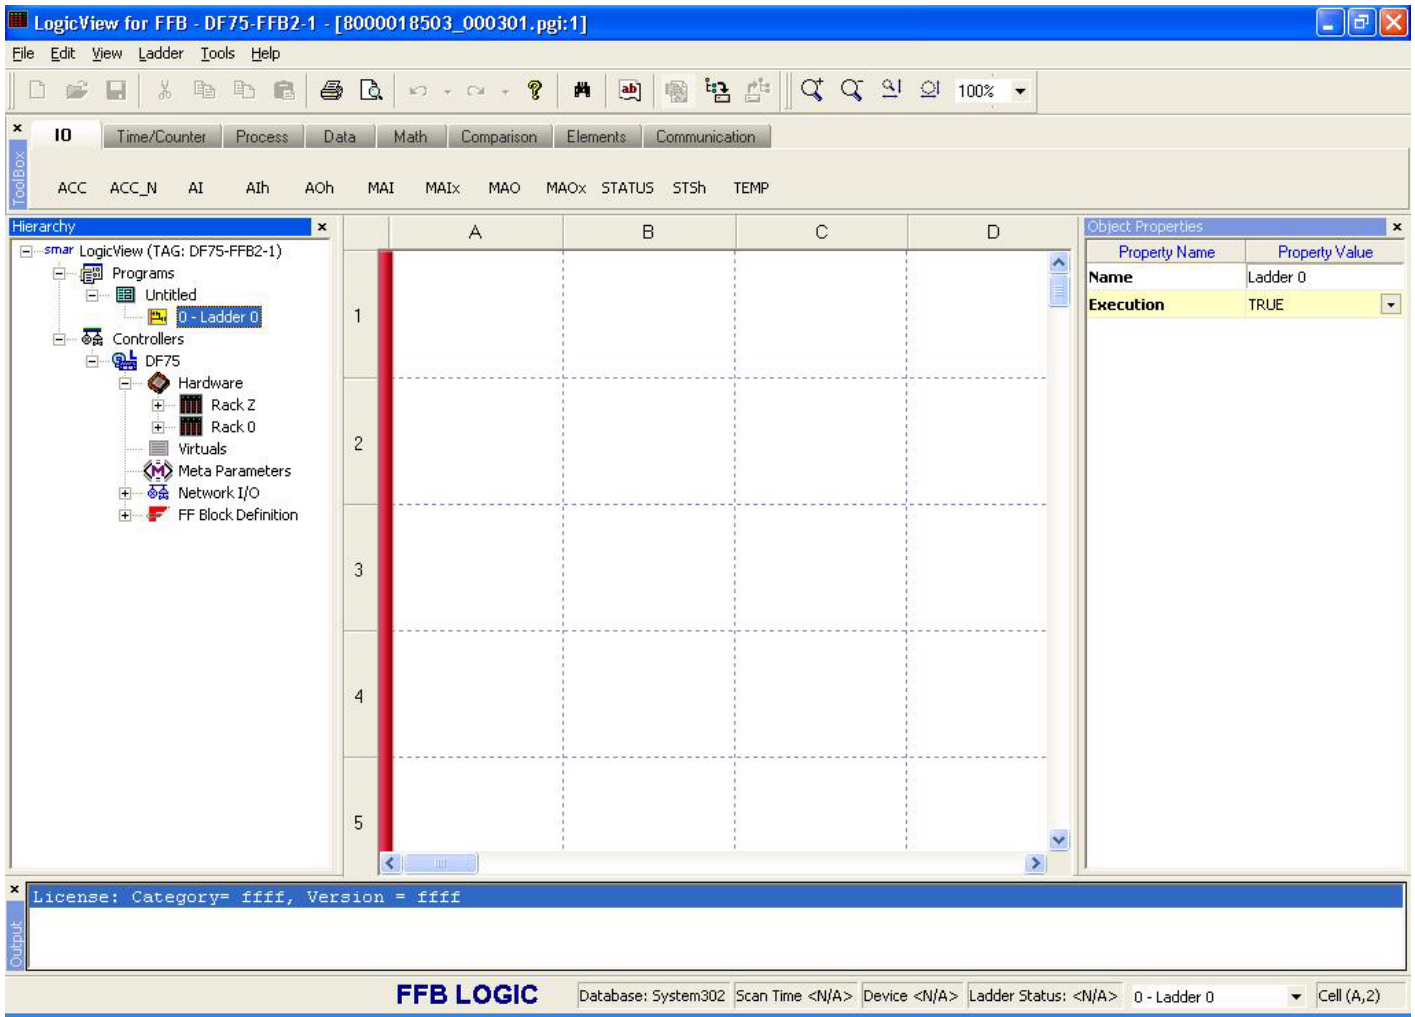 LogicView for FFB - DF75-FFB2-1 - [8000018503_000301.pgi:1]
File Edit View Ladder Tools Help
ab 100%
IO Time/Counter Process Data Math Comparison Elements Communication
ToolBox
ACC ACC_N AI AIh AOh MAI MAIx MAO MAOx STATUS STSh TEMP
Hierarchy
smar LogicView (TAG: DF75-FFB2-1)
Programs
Untitled
0 - Ladder 0
Controllers
DF75
Hardware
Rack Z
Rack 0
Virtuals
M Meta Parameters
Network I/O
FF Block Definition
A B C D
1
2
3
4
5
Object Properties
Property Name Property Value
Name Ladder 0
Execution TRUE
Output
License: Category= ffff, Version = ffff
FFB LOGIC Database: System302 Scan Time <N/A> Device <N/A> Ladder Status: <N/A> 0 - Ladder 0 Cell (A,2)